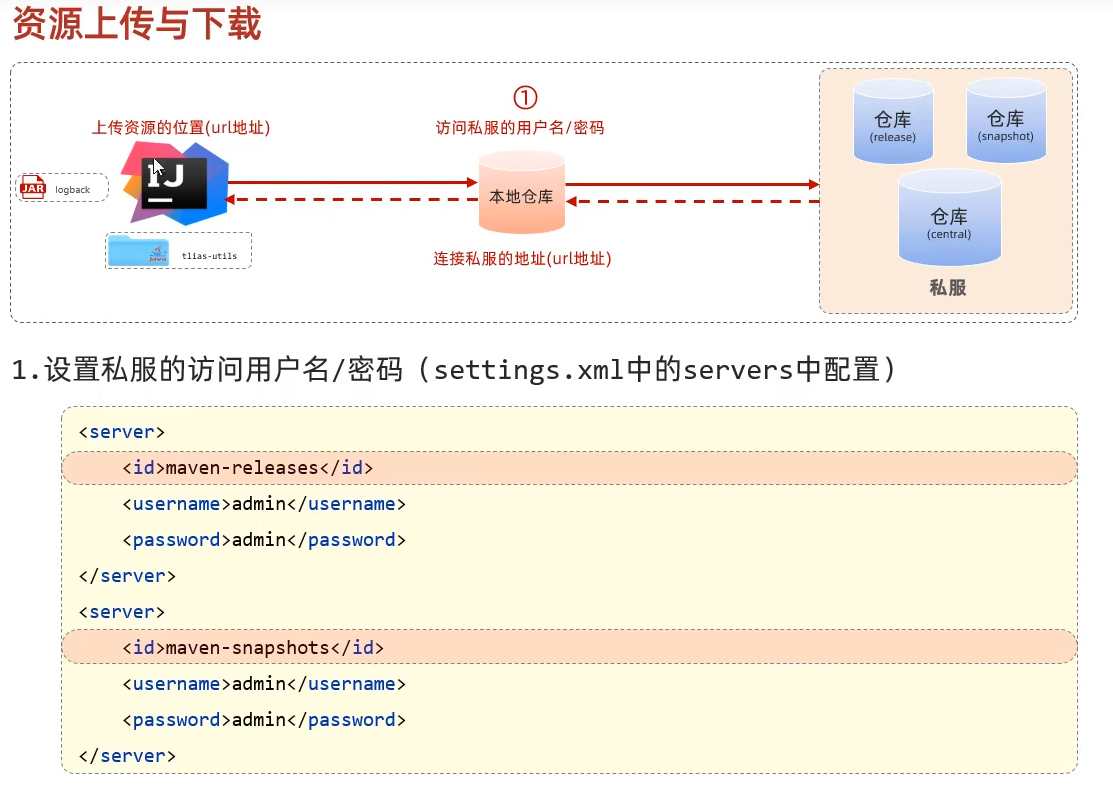 资源上传与下载
①
上传资源的位置(url地址)
访问私服的用户名/密码
仓库
(release)
仓库
(snapshot)
JAR
logback
IJ
本地仓库
仓库
(central)
java
tlias-utils
连接私服的地址(url地址)
私服
1.设置私服的访问用户名/密码（settings.xml中的servers中配置）
<server>
<id>maven-releases</id>
<username>admin</username>
<password>admin</password>
</server>
<server>
<id>maven-snapshots</id>
<username>admin</username>
<password>admin</password>
</server>